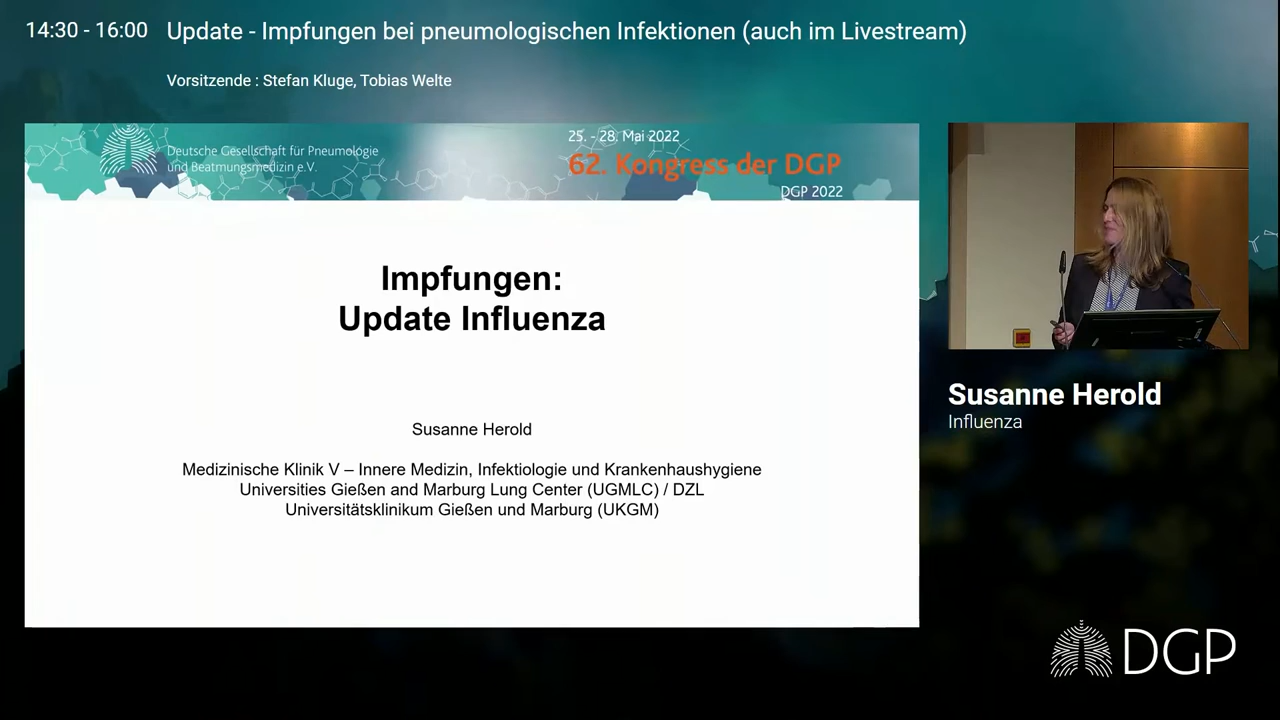 14:30 - 16:00 Update - Impfungen bei pneumologischen Infektionen (auch im Livestream)
Vorsitzende : Stefan Kluge, Tobias Welte
Deutsche Gesellschaft für Pneumologie
und Beatmungsmedizin e.V.
25. - 28. Mai 2022
62. Kongress der DGP
DGP 2022
Impfungen:
Update Influenza
Susanne Herold
Medizinische Klinik V – Innere Medizin, Infektiologie und Krankenhaushygiene
Universities Gießen and Marburg Lung Center (UGMLC) / DZL
Universitätsklinikum Gießen und Marburg (UKGM)
Susanne Herold
Influenza
DGP